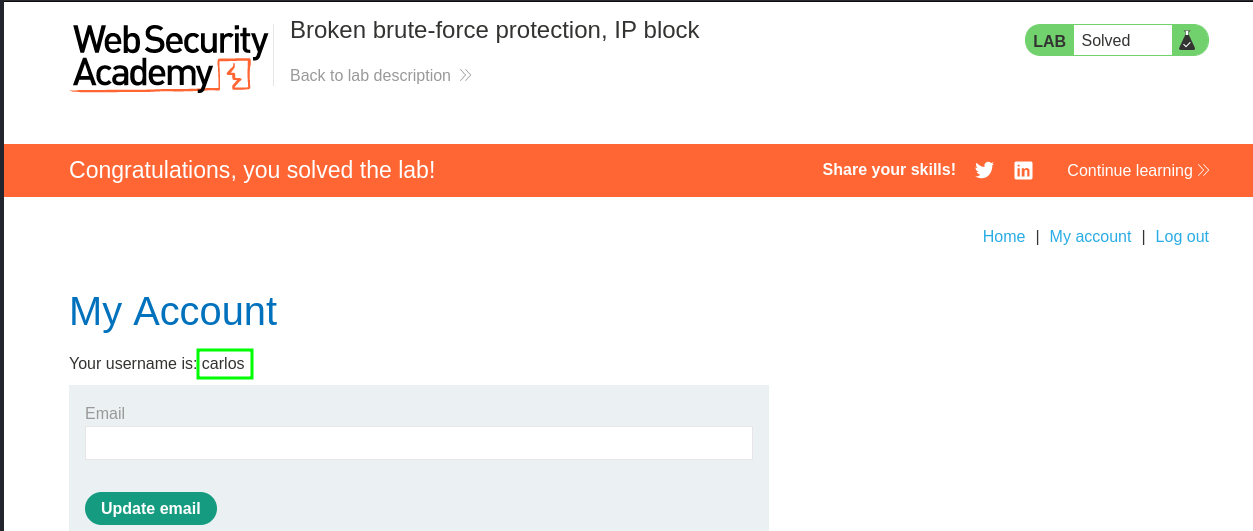 Web Security
Academy
Broken brute-force protection, IP block
Back to lab description
LAB Solved
Congratulations, you solved the lab!
Share your skills!
Continue learning
Home | My account | Log out
My Account
Your username is: carlos
Email
Update email